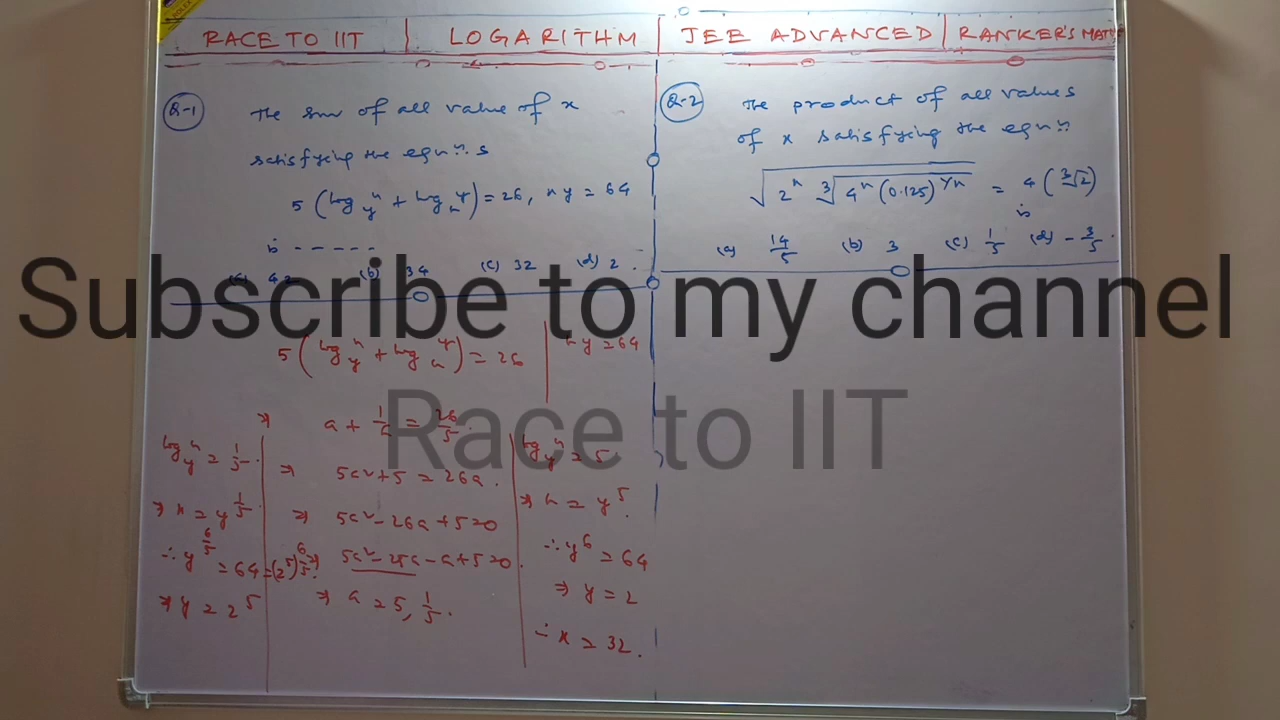 RACE TO IIT | LOGARITHM | JEE ADVANCED | RANKER'S
Q-1 The sum of all value of x
satisfying the eqn.s
5 (log_y x + log_x y) = 26, xy = 64
is -----
(b) 34 (c) 32 (d) 2.
Q-2 The product of all values
of x satisfying the eqn
√(2^x ∛(4^x (0.125)^(1/x))) = 4 (∛2)
is
(a) 14/5 (b) 3 (c) 1/5 (d) - 3/5.
Subscribe to my channel
Race to IIT
5 (log_y x + log_x y) = 26 | xy = 64
⇒ a + 1/a = 26/5.
⇒ 5a² + 5 = 26a.
⇒ 5a² - 26a + 5 = 0
5a² - 25a - a + 5 = 0.
⇒ a = 5, 1/5.
log_y x = 1/5.
⇒ x = y^(1/5).
∴ y^(6/5) = 64 = (2^5)^(6/5)
⇒ y = 2^5
log_y x = 5
⇒ x = y^5.
∴ y^6 = 64
⇒ y = 2
∴ x = 32.